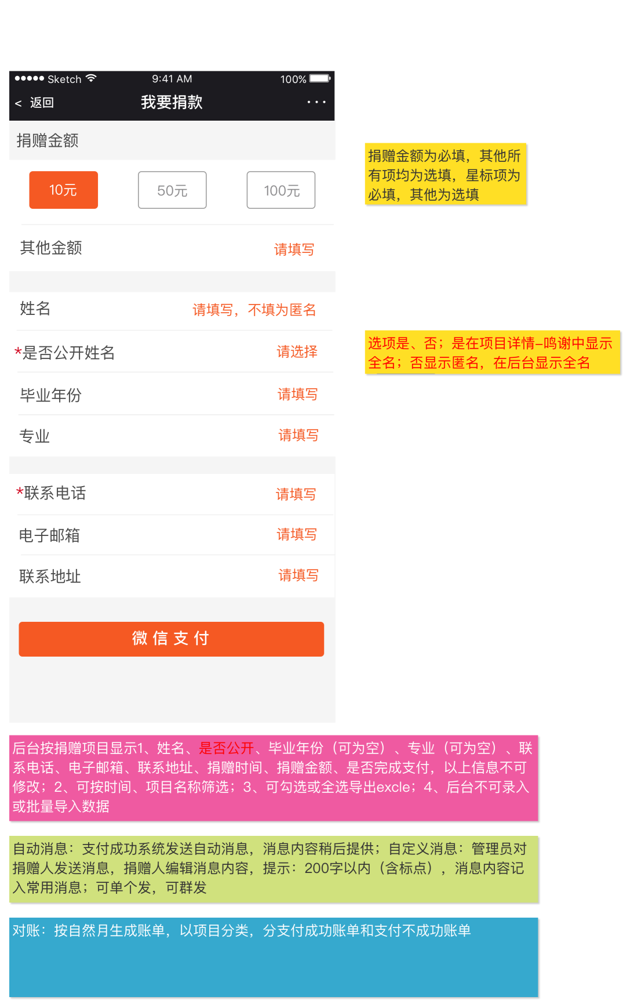 ●●●●● Sketch 9:41 AM 100%
< 返回 我要捐款 ···
捐赠金额
10元 50元 100元
捐赠金额为必填，其他所
有项均为选填，星标项为
必填，其他为选填
其他金额 请填写
姓名 请填写，不填为匿名
*是否公开姓名 请选择
选项是、否；是在项目详情-鸣谢中显示
全名；否显示匿名，在后台显示全名
毕业年份 请填写
专业 请填写
*联系电话 请填写
电子邮箱 请填写
联系地址 请填写
微信支付
后台按捐赠项目显示1、姓名、是否公开、毕业年份（可为空）、专业（可为空）、联
系电话、电子邮箱、联系地址、捐赠时间、捐赠金额、是否完成支付，以上信息不可
修改；2、可按时间、项目名称筛选；3、可勾选或全选导出excle；4、后台不可录入
或批量导入数据
自动消息：支付成功系统发送自动消息，消息内容稍后提供；自定义消息：管理员对
捐赠人发送消息，捐赠人编辑消息内容，提示：200字以内（含标点），消息内容记
入常用消息；可单个发，可群发
对账：按自然月生成账单，以项目分类，分支付成功账单和支付不成功账单